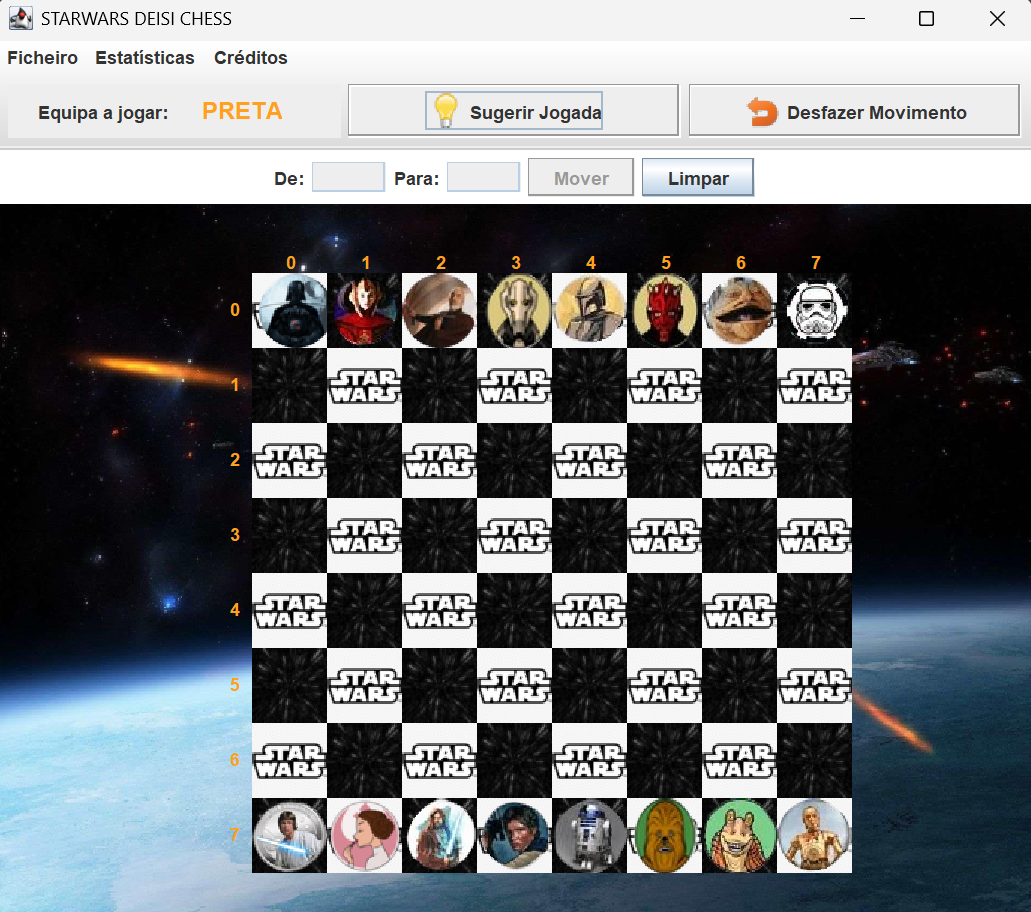 STARWARS DEISI CHESS
Ficheiro Estatísticas Créditos
Equipa a jogar: PRETA Sugerir Jogada Desfazer Movimento
De: Para: Mover Limpar
0 1 2 3 4 5 6 7
0
1 STAR WARS STAR WARS STAR WARS STAR WARS
2 STAR WARS STAR WARS STAR WARS STAR WARS
3 STAR WARS STAR WARS STAR WARS STAR WARS
4 STAR WARS STAR WARS STAR WARS STAR WARS
5 STAR WARS STAR WARS STAR WARS STAR WARS
6 STAR WARS STAR WARS STAR WARS STAR WARS
7